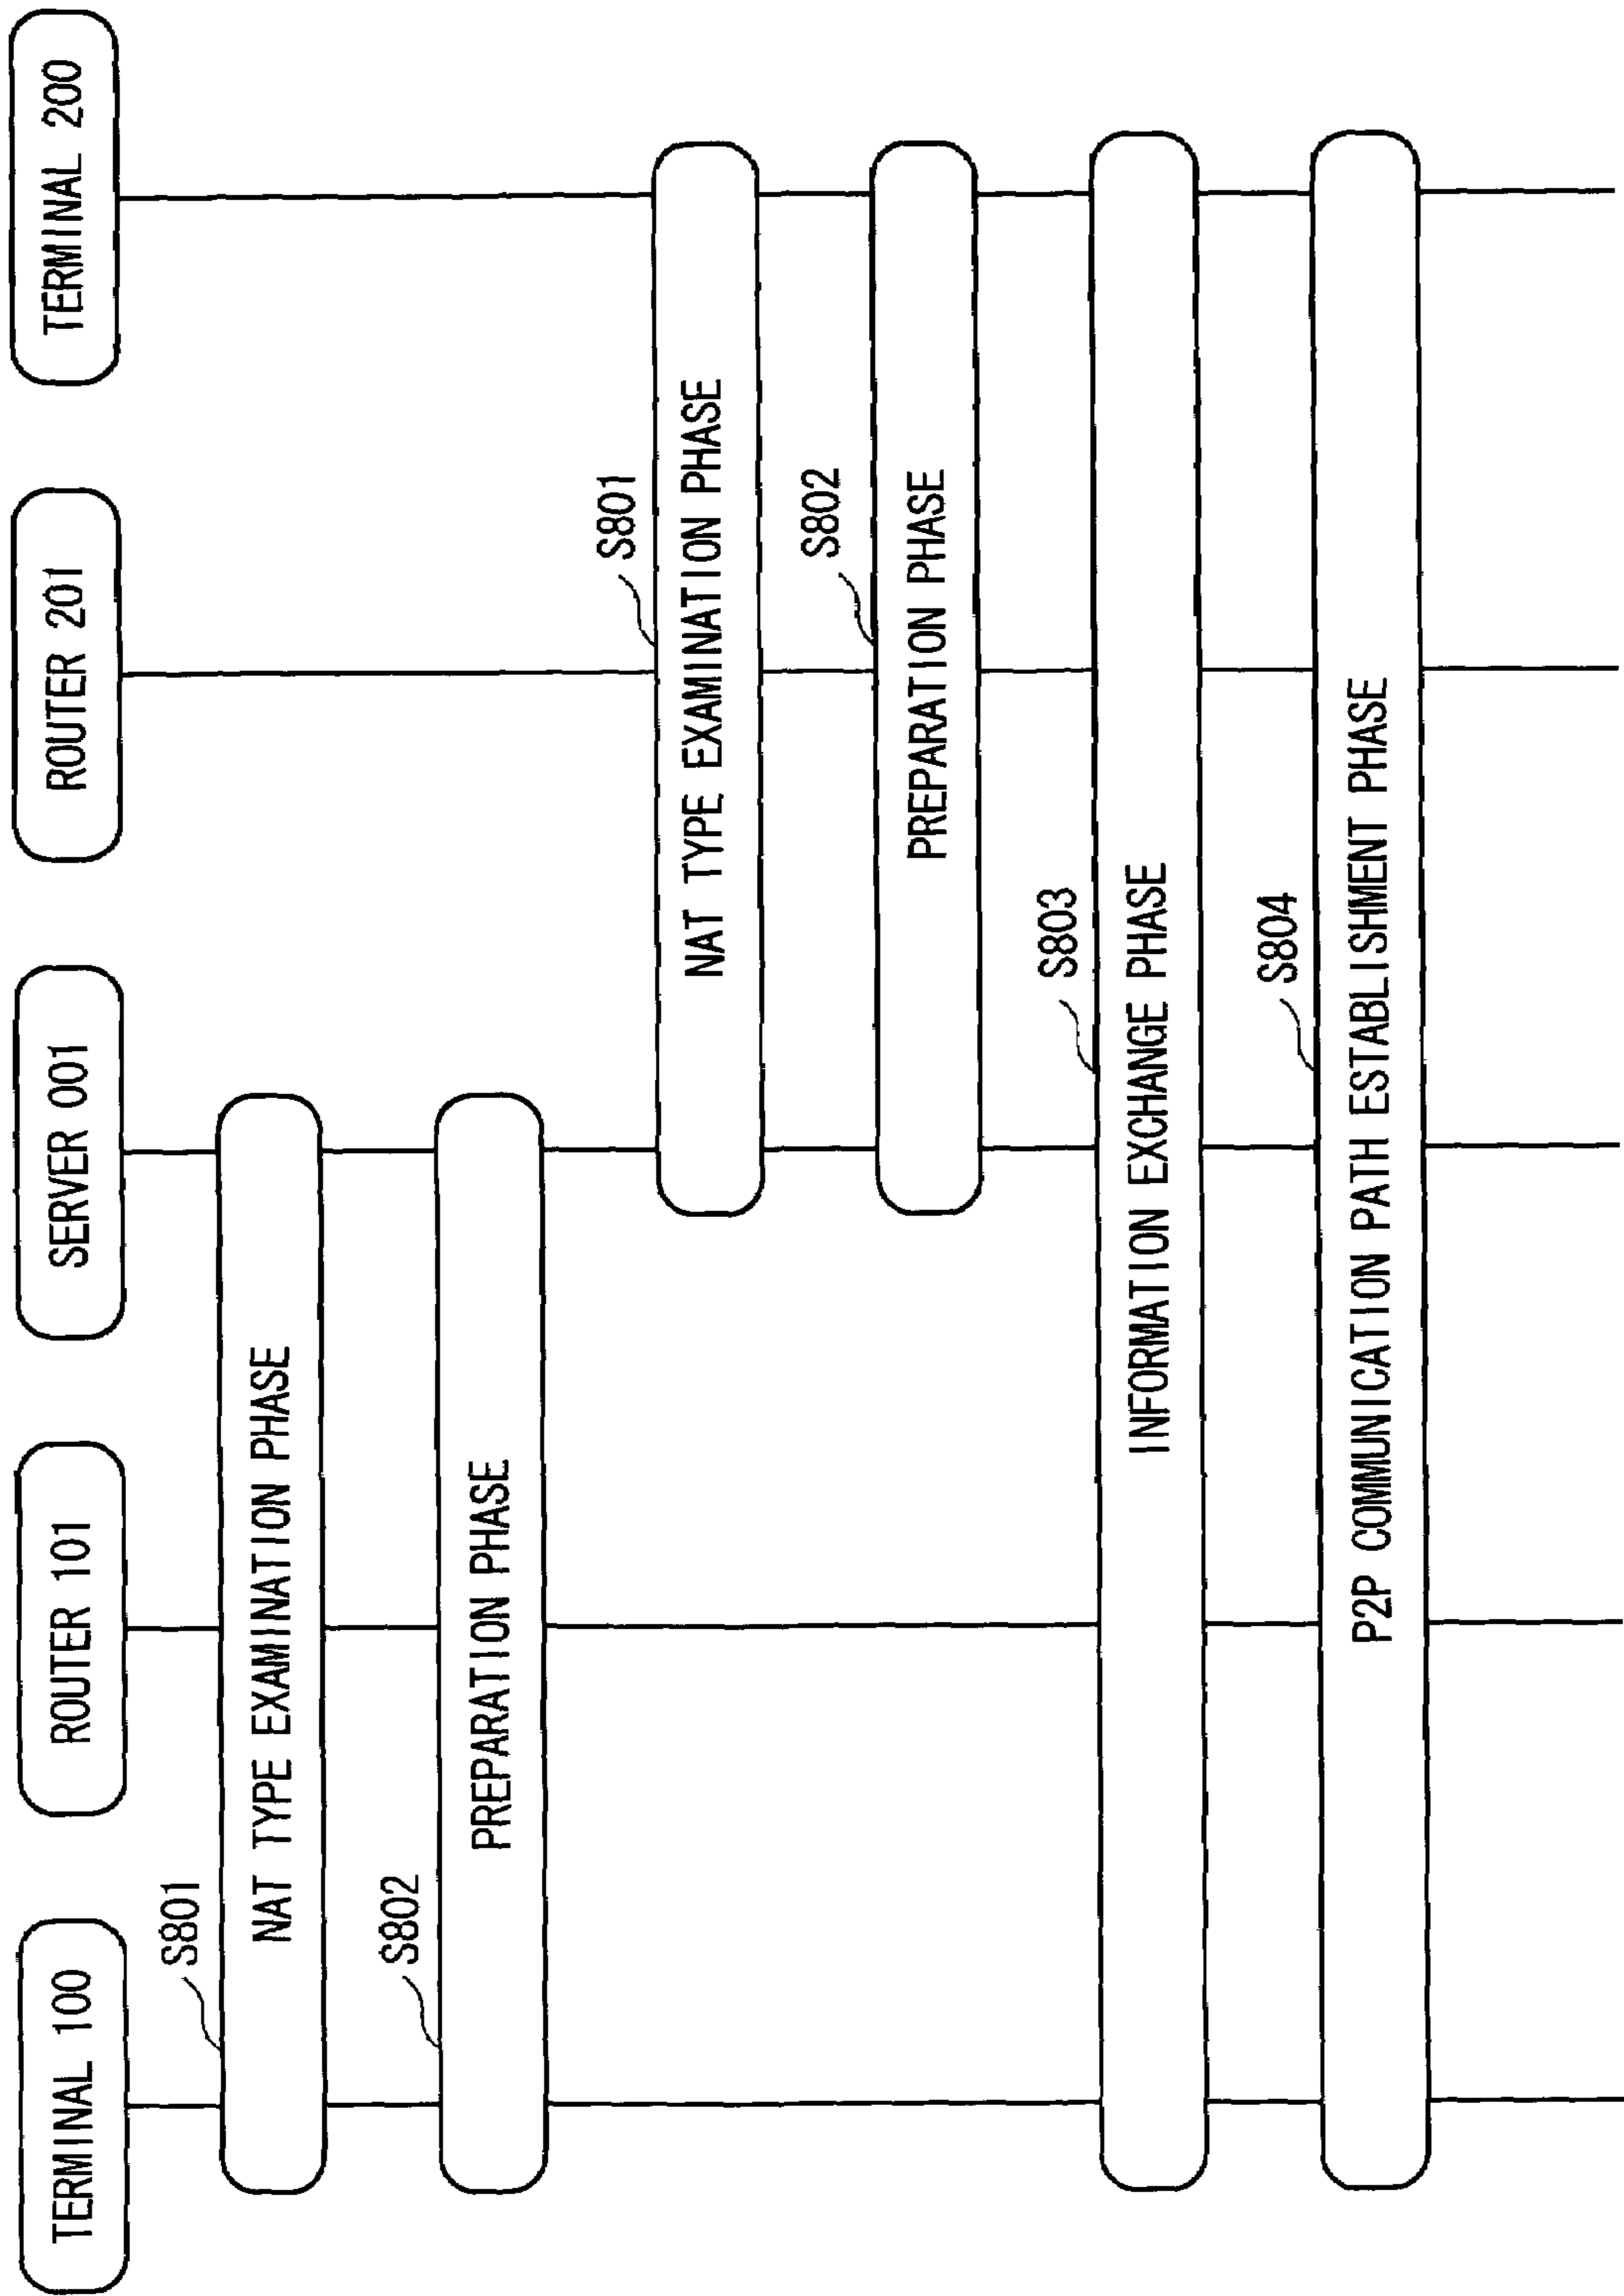 TERMINAL 100
ROUTER 101
SERVER 001
ROUTER 201
TERMINAL 200
S801
NAT TYPE EXAMINATION PHASE
S802
PREPARATION PHASE
S801
NAT TYPE EXAMINATION PHASE
S802
PREPARATION PHASE
S803
INFORMATION EXCHANGE PHASE
S804
P2P COMMUNICATION PATH ESTABLISHMENT PHASE